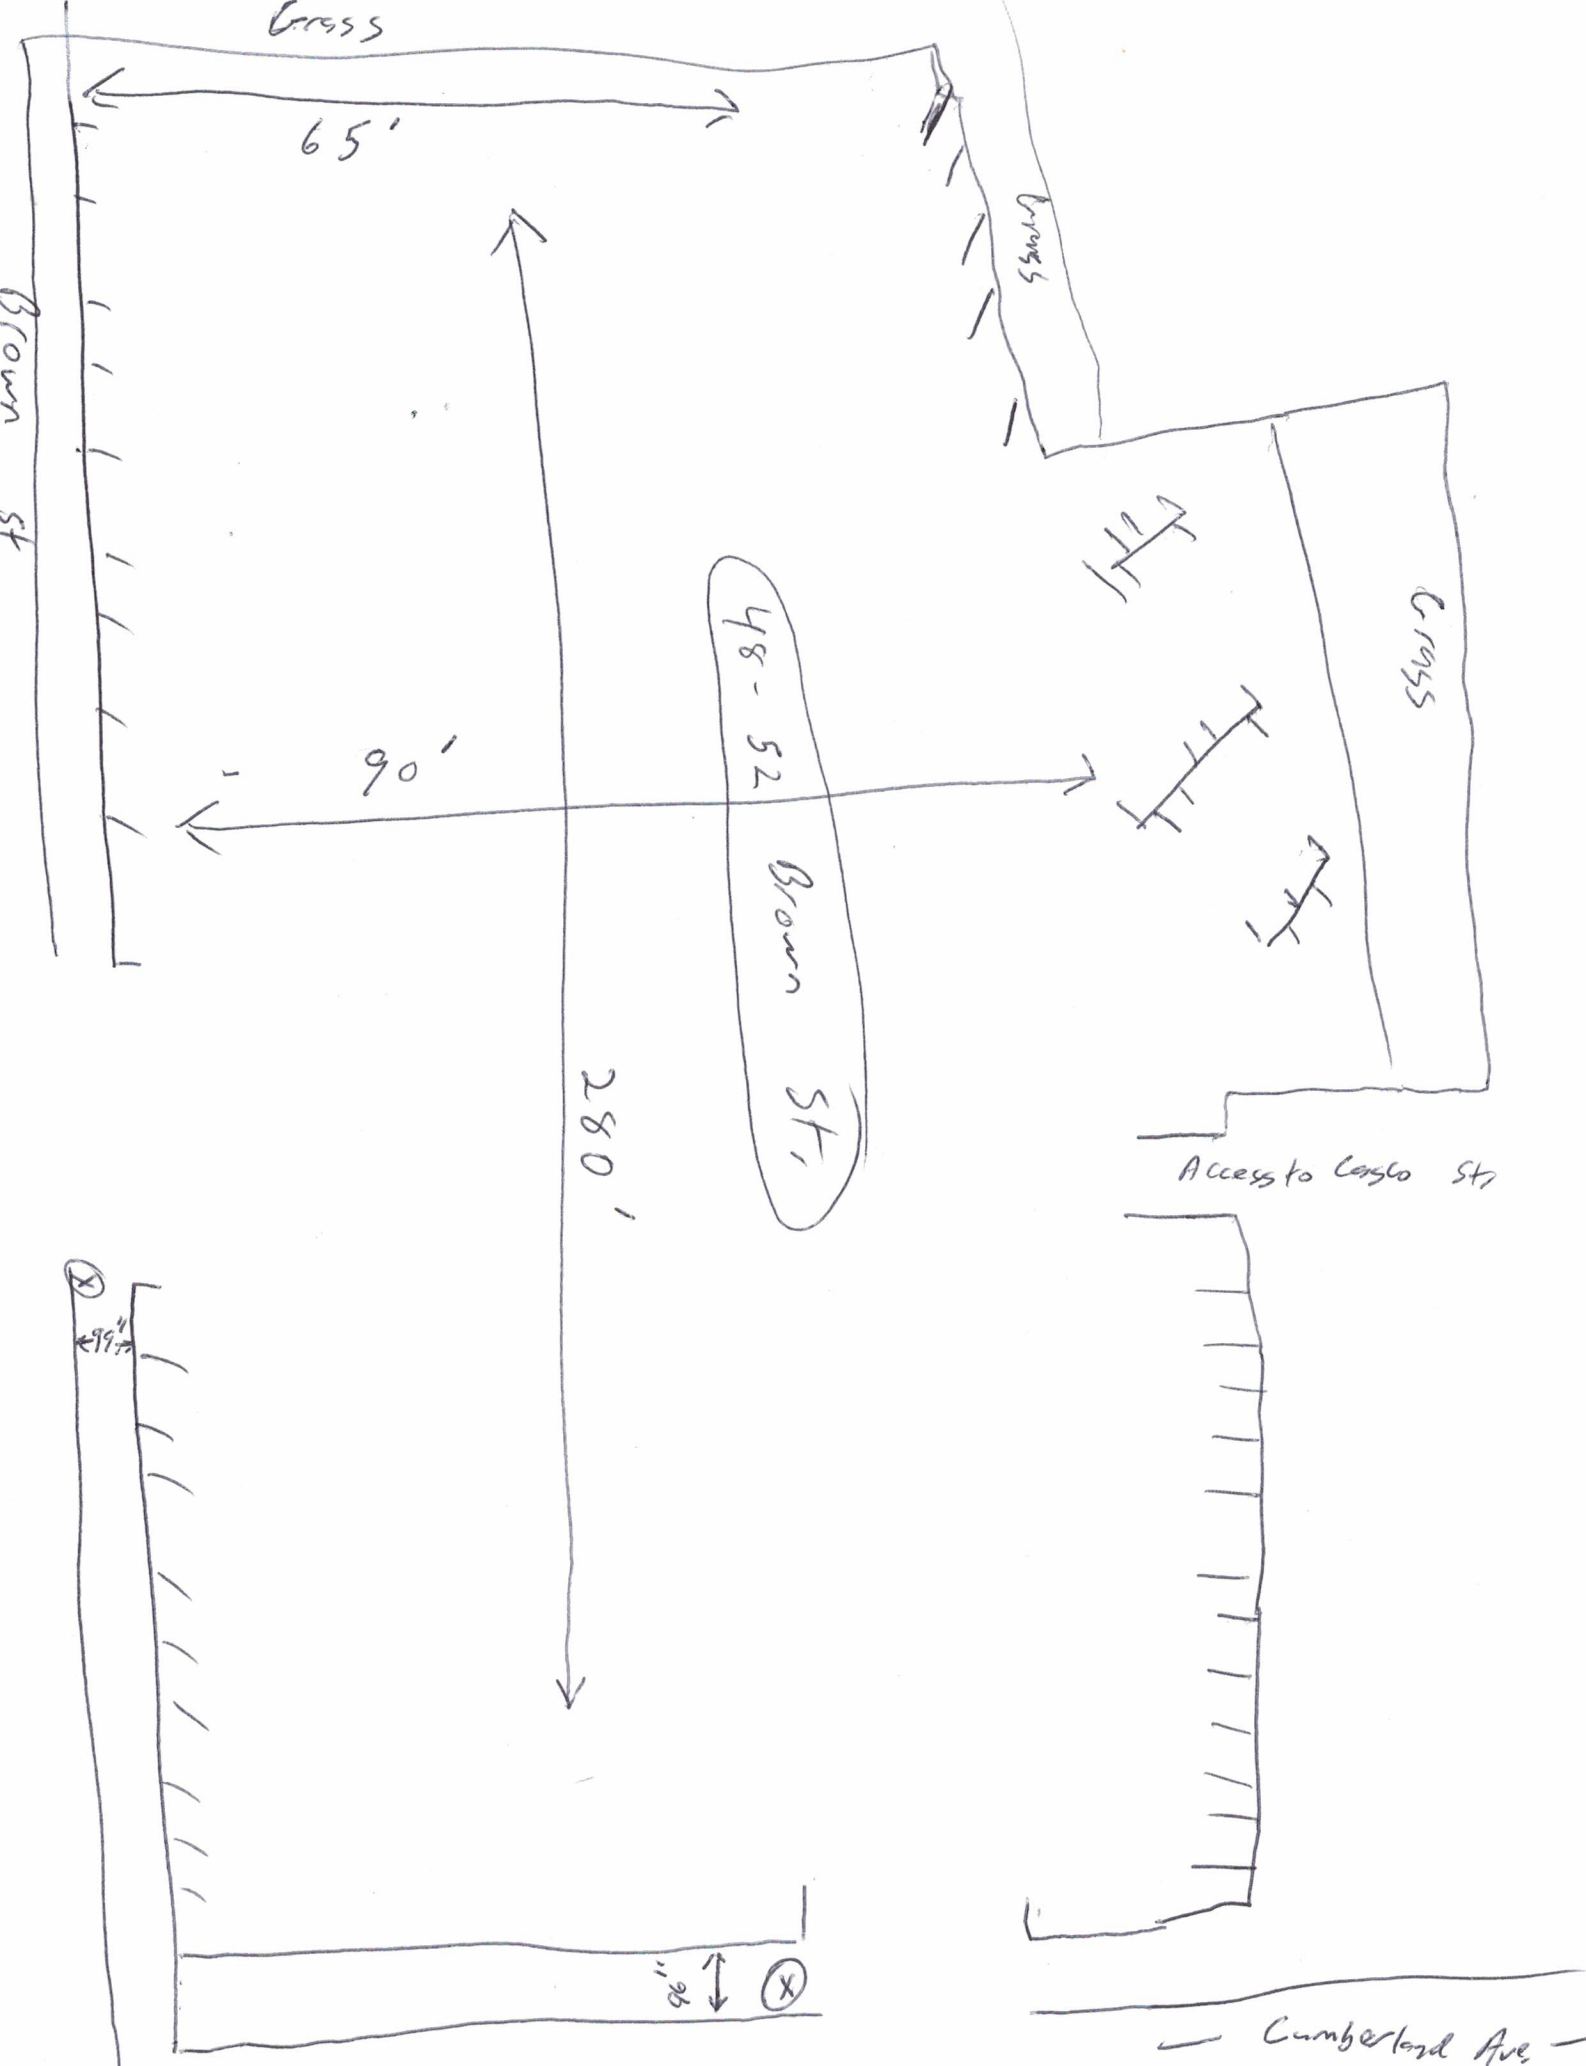 Grass
65'
Grass
Brown St
Grass
90'
48-52 Brown St.
280'
Access to Casco St.
X
99"
X
Cumberland Ave